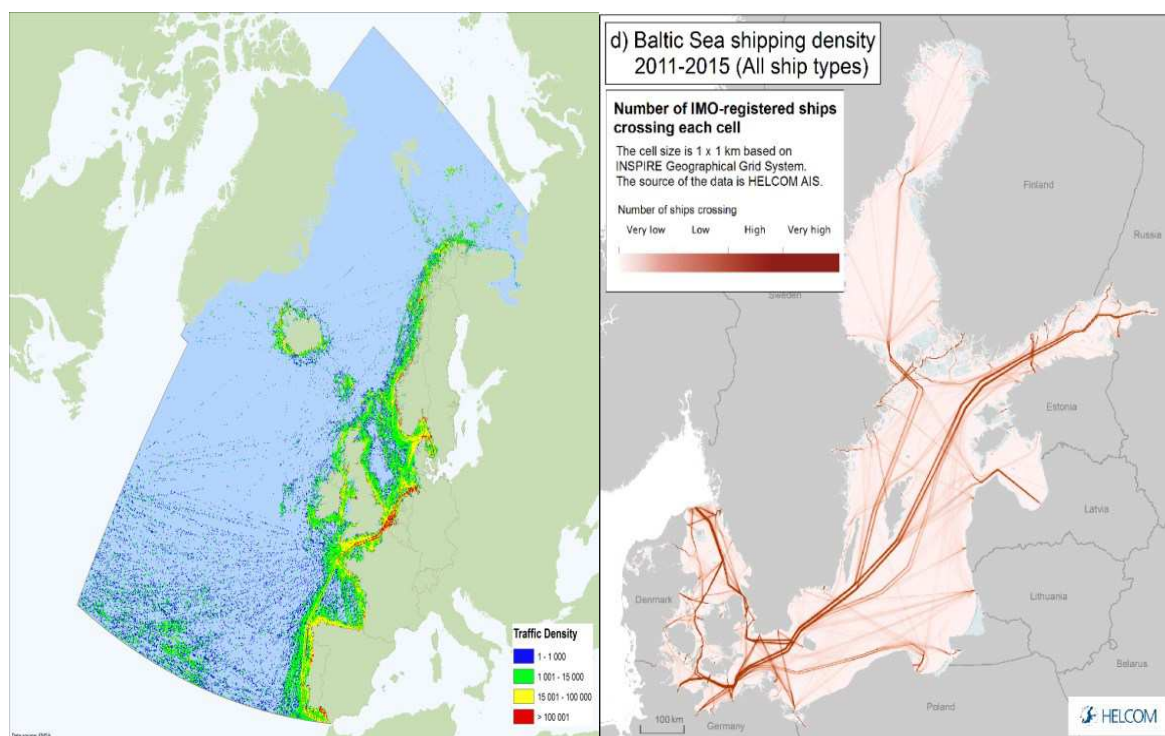 Traffic Density
1 - 1 000
1 001 - 15 000
15 001 - 100 000
> 100 001
d) Baltic Sea shipping density
2011-2015 (All ship types)
Number of IMO-registered ships
crossing each cell
The cell size is 1 x 1 km based on
INSPIRE Geographical Grid System.
The source of the data is HELCOM AIS.
Number of ships crossing
Very low Low High Very high
Finland
Russia
Sweden
Estonia
Latvia
Denmark
Lithuania
Belarus
Poland
Germany
100 km
HELCOM